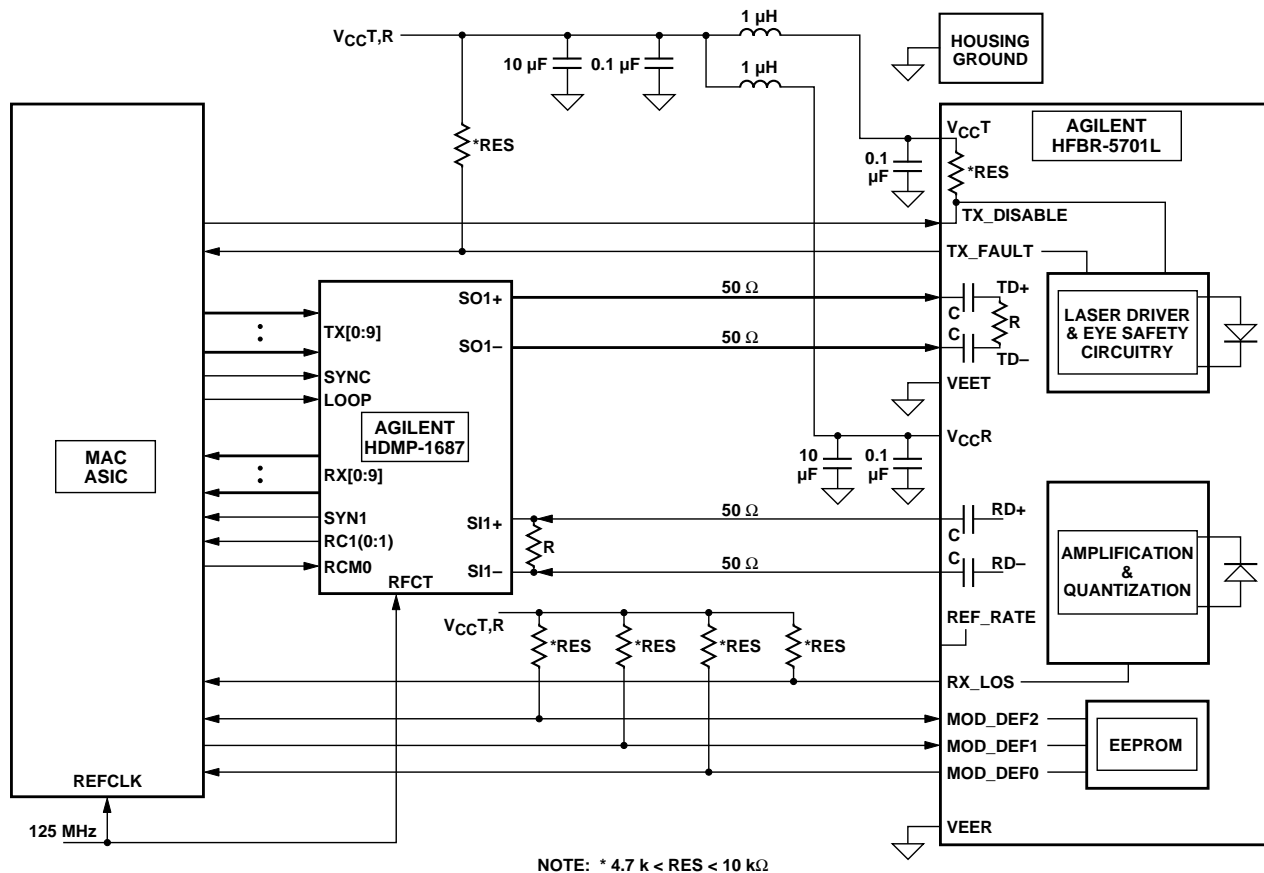 1 µH
VCCT,R
10 µF
0.1 µF
1 µH
HOUSING
GROUND
*RES
VCCT
AGILENT
HFBR-5701L
0.1
µF
*RES
TX_DISABLE
TX_FAULT
SO1+
50 Ω
TD+
C
R
C
TD–
LASER DRIVER
& EYE SAFETY
CIRCUITRY
TX[0:9]
SO1–
50 Ω
SYNC
LOOP
VEET
AGILENT
HDMP-1687
MAC
ASIC
VCCR
10
µF
0.1
µF
RX[0:9]
SYN1
RC1(0:1)
RCM0
SI1+
50 Ω
RD+
C
R
C
SI1–
50 Ω
RD–
AMPLIFICATION
&
QUANTIZATION
RFCT
VCCT,R
*RES
*RES
*RES
*RES
REF_RATE
RX_LOS
MOD_DEF2
MOD_DEF1
MOD_DEF0
EEPROM
REFCLK
125 MHz
VEER
NOTE: * 4.7 k < RES < 10 kΩ